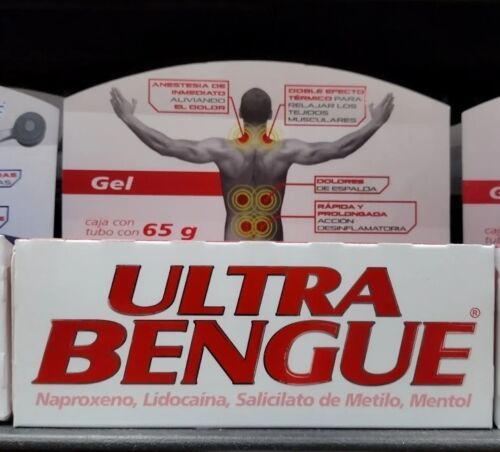 ANESTESIA DE
INMEDIATO
ALIVIANDO
EL DOLOR
DOBLE EFECTO
TÉRMICO PARA
RELAJAR LOS
TEJIDOS
MUSCULARES
Gel
caja con
tubo con 65 g
DOLORES
DE ESPALDA
RÁPIDA Y
PROLONGADA
ACCIÓN
DESINFLAMATORIA
ULTRA
BENGUE®
Naproxeno, Lidocaína, Salicilato de Metilo, Mentol